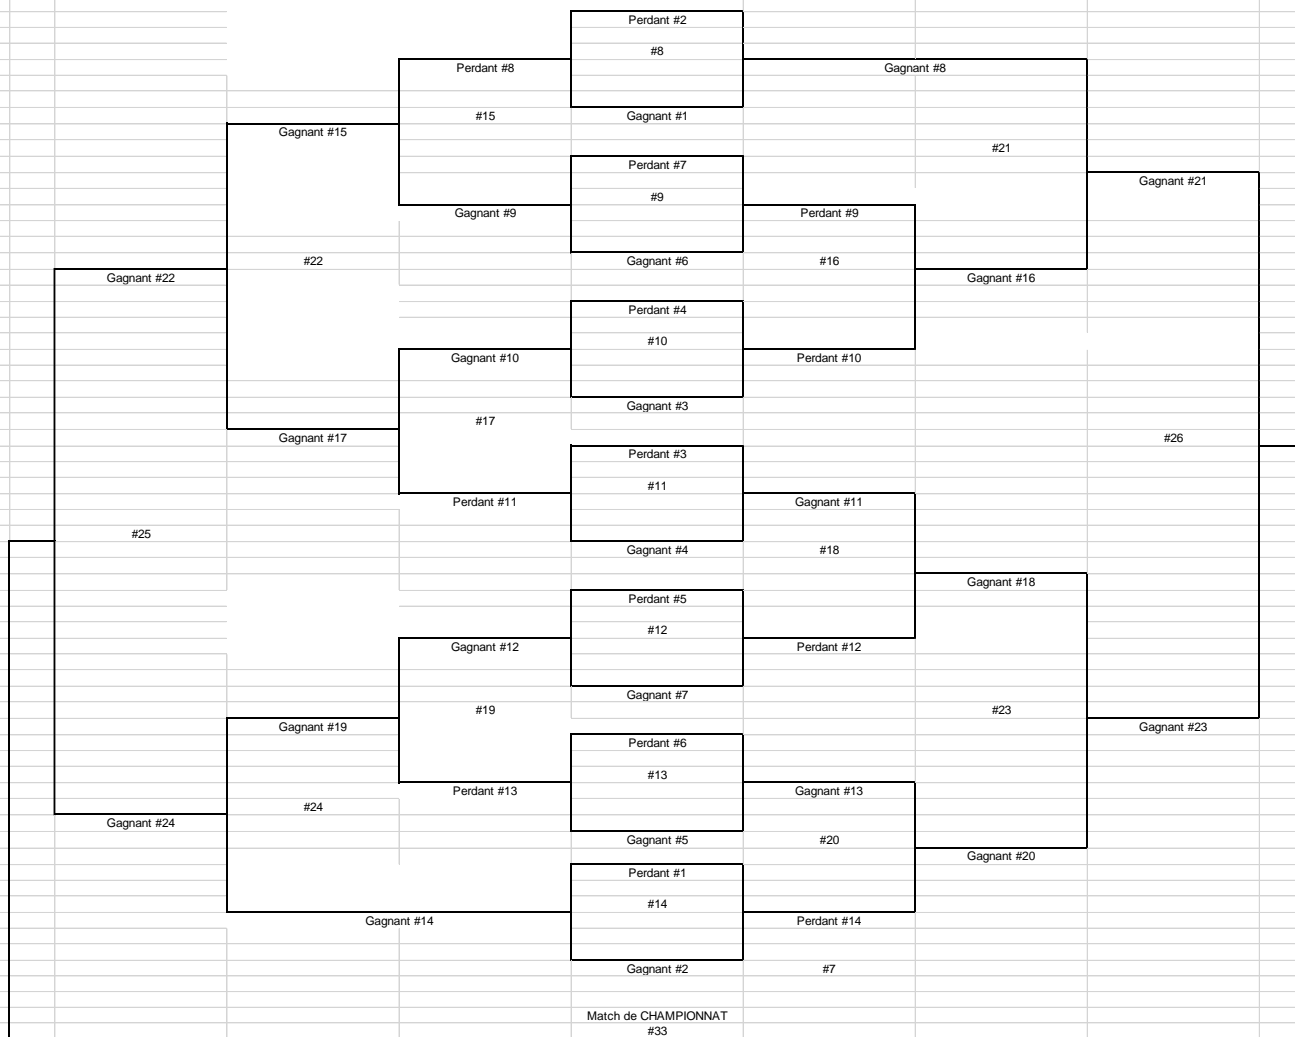 Perdant #2
#8
Perdant #8
Gagnant #8
#15
Gagnant #1
Gagnant #15
#21
Perdant #7
Gagnant #21
#9
Gagnant #9
Perdant #9
#22
Gagnant #6
#16
Gagnant #22
Gagnant #16
Perdant #4
#10
Gagnant #10
Perdant #10
Gagnant #3
#17
Gagnant #17
#26
Perdant #3
#11
Perdant #11
Gagnant #11
#25
Gagnant #4
#18
Gagnant #18
Perdant #5
#12
Gagnant #12
Perdant #12
Gagnant #7
#19
#23
Gagnant #19
Gagnant #23
Perdant #6
#13
Perdant #13
Gagnant #13
#24
Gagnant #24
Gagnant #5
#20
Gagnant #20
Perdant #1
#14
Gagnant #14
Perdant #14
Gagnant #2
#7
Match de CHAMPIONNAT
#33